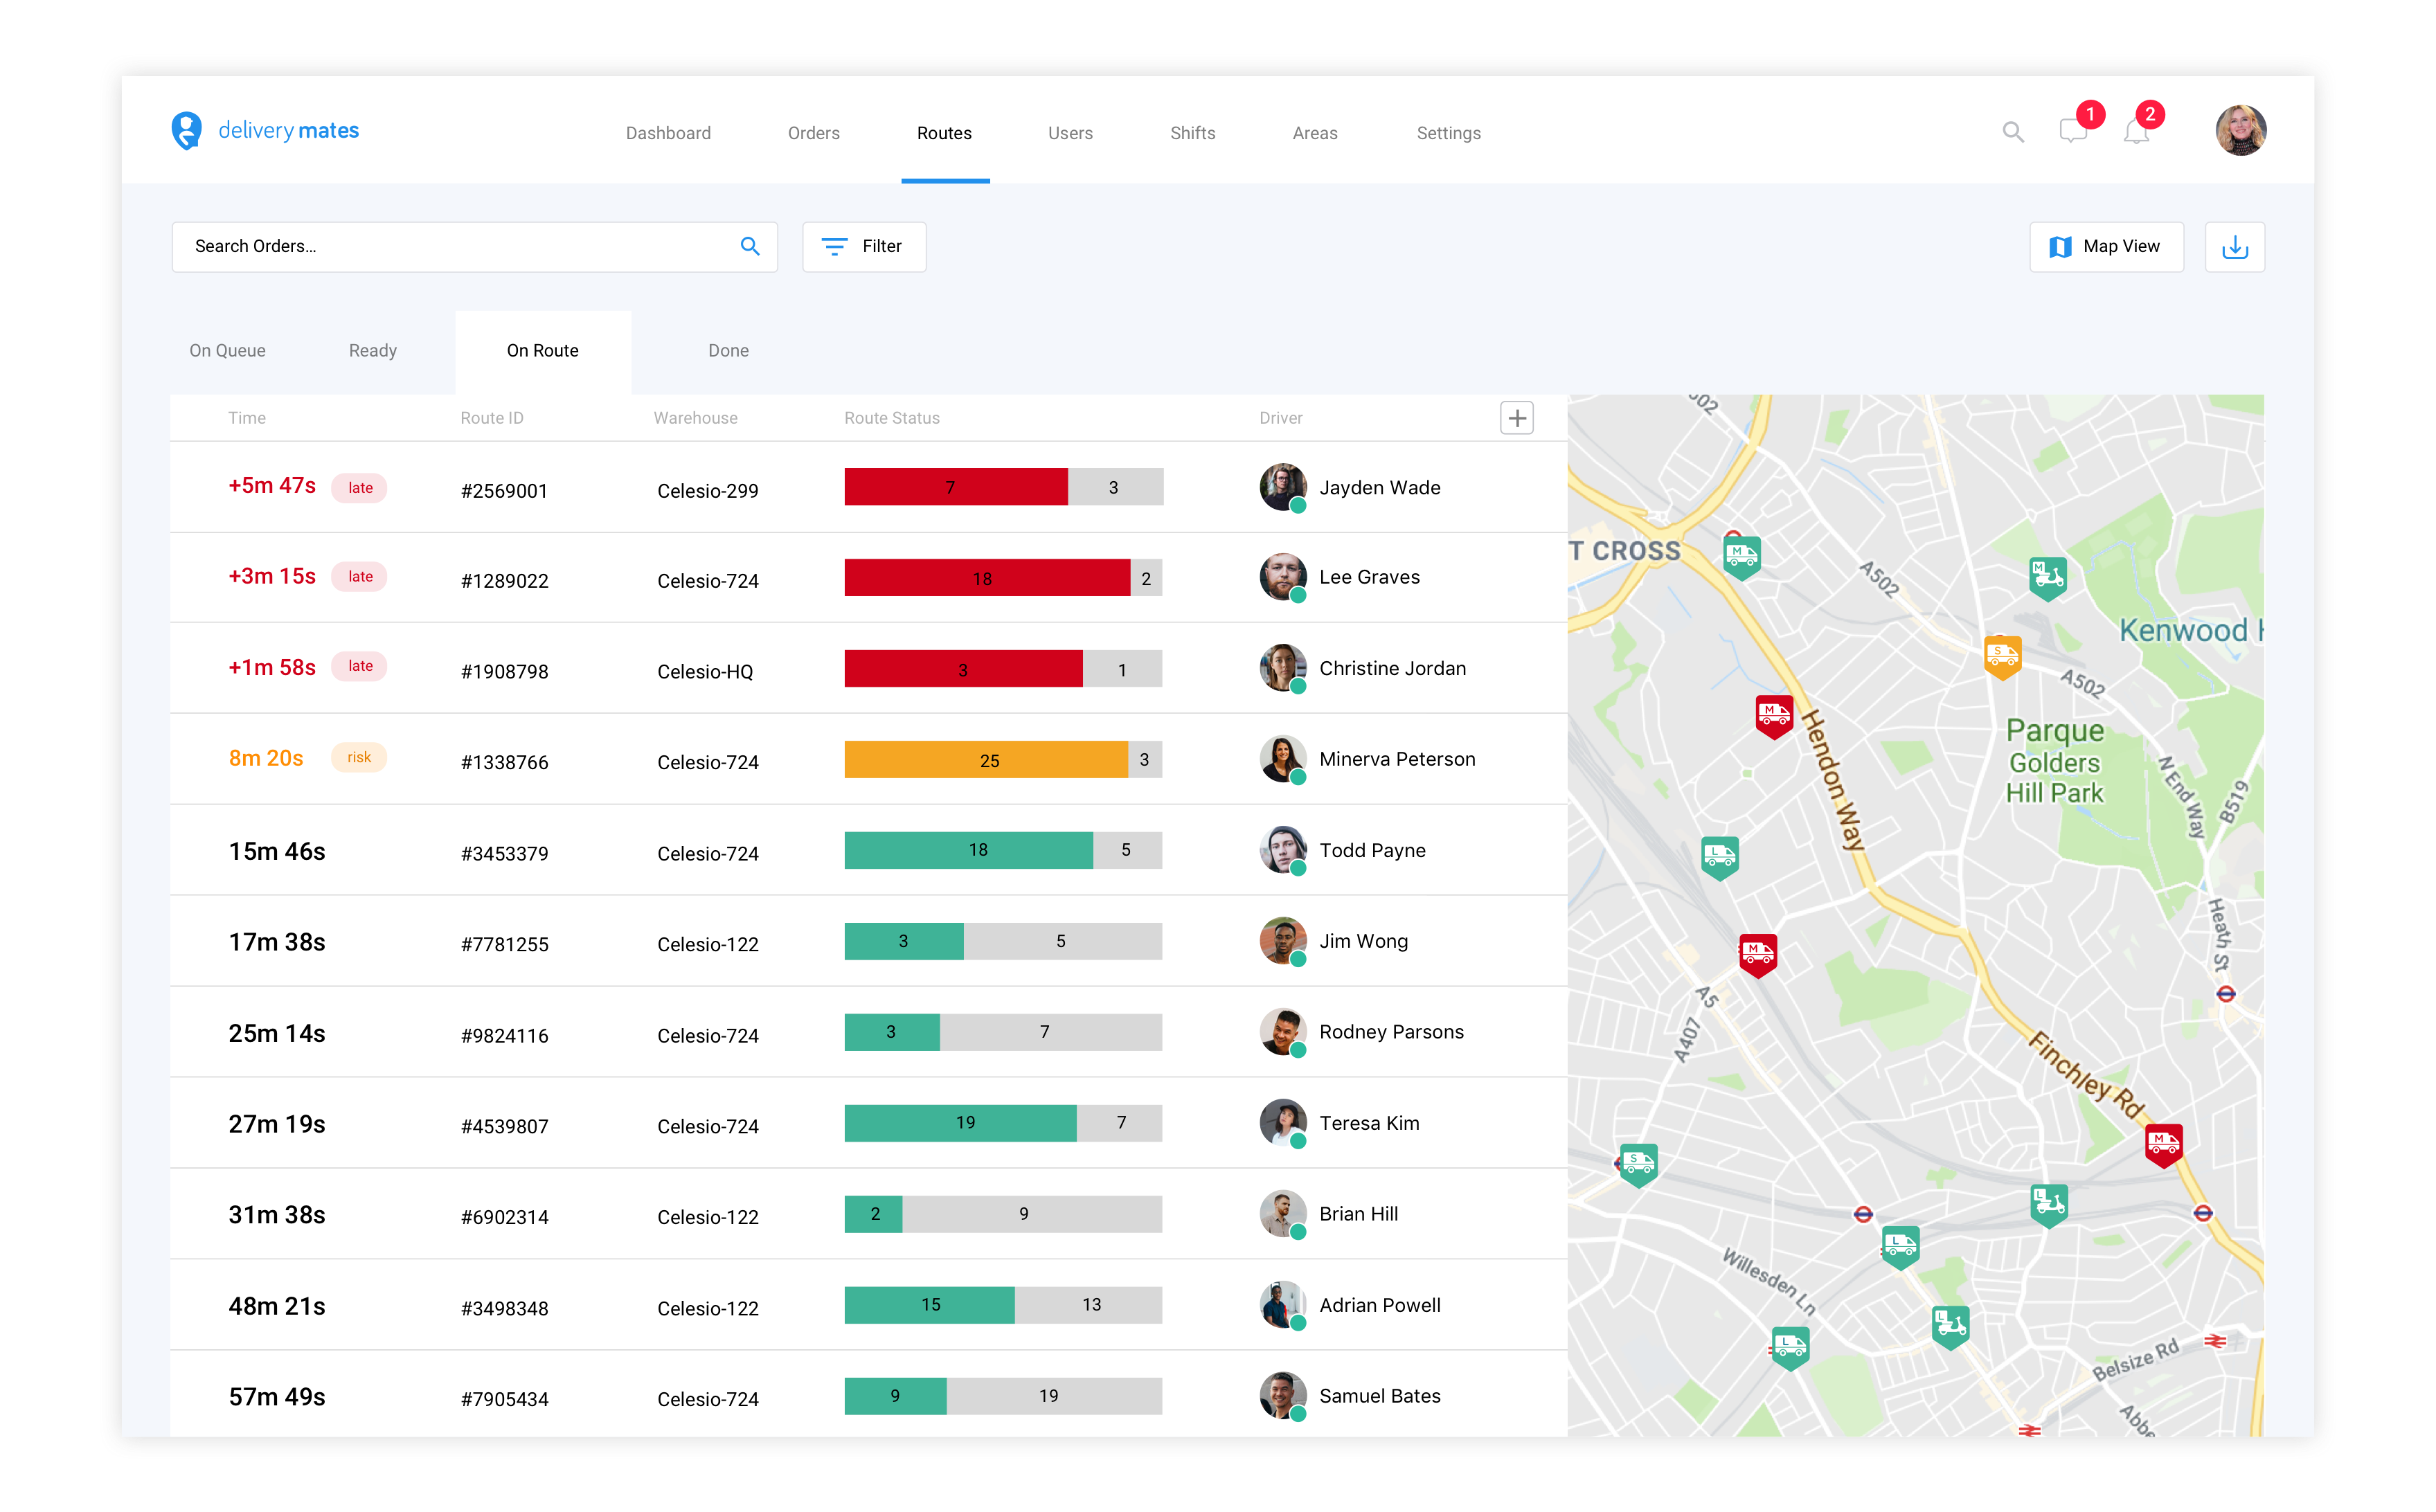 delivery mates
Dashboard Orders Routes Users Shifts Areas Settings
1 2
Search Orders...
Filter
Map View
On Queue Ready On Route Done
Time Route ID Warehouse Route Status Driver
+5m 47s late #2569001 Celesio-299 7 3 Jayden Wade
+3m 15s late #1289022 Celesio-724 18 2 Lee Graves
+1m 58s late #1908798 Celesio-HQ 3 1 Christine Jordan
8m 20s risk #1338766 Celesio-724 25 3 Minerva Peterson
15m 46s #3453379 Celesio-724 18 5 Todd Payne
17m 38s #7781255 Celesio-122 3 5 Jim Wong
25m 14s #9824116 Celesio-724 3 7 Rodney Parsons
27m 19s #4539807 Celesio-724 19 7 Teresa Kim
31m 38s #6902314 Celesio-122 2 9 Brian Hill
48m 21s #3498348 Celesio-122 15 13 Adrian Powell
57m 49s #7905434 Celesio-724 9 19 Samuel Bates
T CROSS
M
A502
M
Kenwood
S
A502
M
Hendon Way
Parque
Golders
Hill Park
N End Way
B519
L
Heath St
M
A5
A407
Finchley Rd
M
S
L
L
Willesden Ln
L
L
Belsize Rd
Abbe